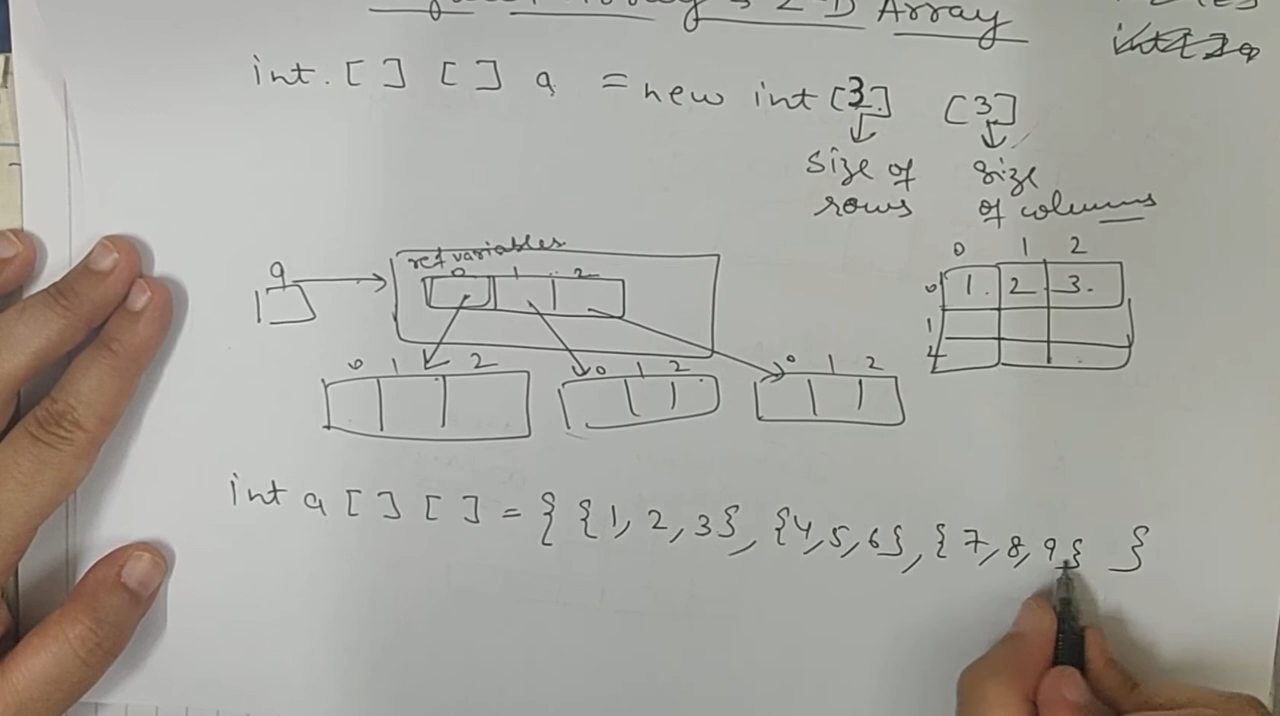 Array & 2-D Array
int [] [] a = new int [3] [3]
size of rows
size of columns
0 1 2
0 1. 2 3.
1
2
ref variables
a
0 1 2
0 1 2
0 1 2
0 1 2
int a [] [] = { {1, 2, 3}, {4, 5, 6}, {7, 8, 9} }